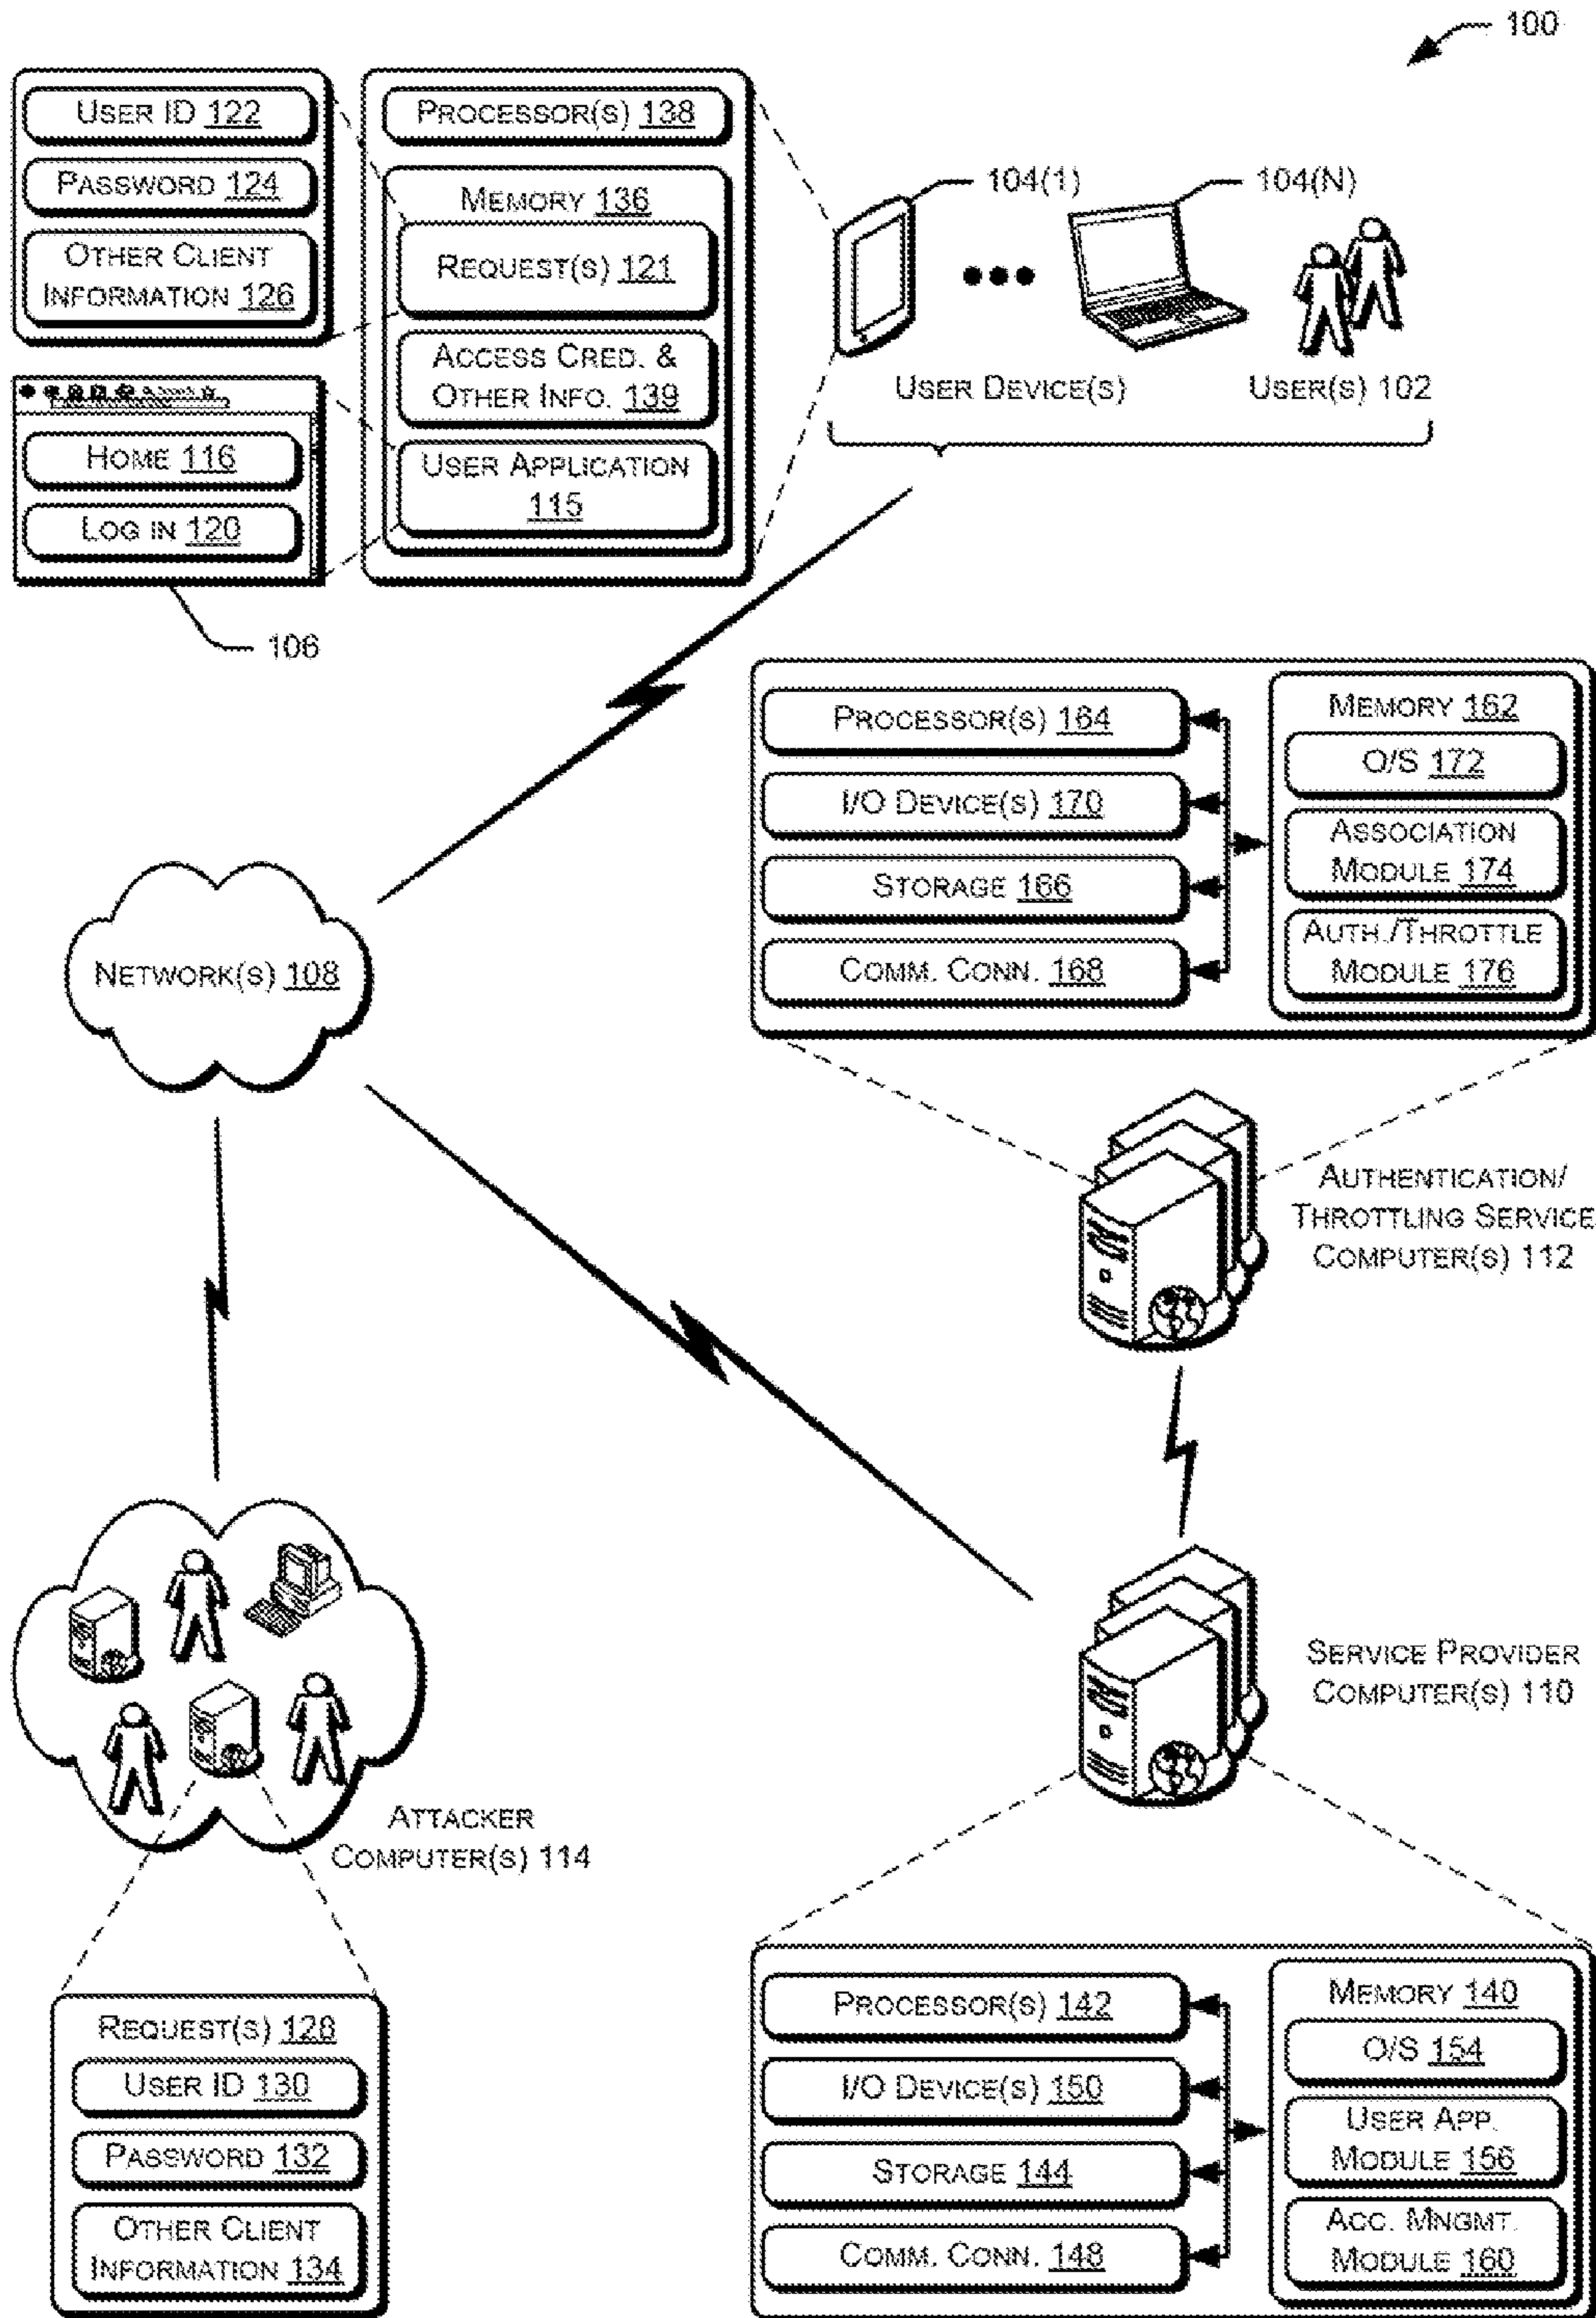 100
USER ID 122
PASSWORD 124
OTHER CLIENT
INFORMATION 126
PROCESSOR(S) 138
MEMORY 136
REQUEST(S) 121
ACCESS CRED. &
OTHER INFO. 139
USER APPLICATION
115
HOME 116
LOG IN 120
106
104(1)
104(N)
USER DEVICE(S)
USER(S) 102
NETWORK(S) 108
PROCESSOR(S) 164
I/O DEVICE(S) 170
STORAGE 166
COMM. CONN. 168
MEMORY 162
O/S 172
ASSOCIATION
MODULE 174
AUTH./THROTTLE
MODULE 176
AUTHENTICATION/
THROTTLING SERVICE
COMPUTER(S) 112
SERVICE PROVIDER
COMPUTER(S) 110
ATTACKER
COMPUTER(S) 114
REQUEST(S) 128
USER ID 130
PASSWORD 132
OTHER CLIENT
INFORMATION 134
PROCESSOR(S) 142
I/O DEVICE(S) 150
STORAGE 144
COMM. CONN. 148
MEMORY 140
O/S 154
USER APP.
MODULE 156
ACC. MNGMT.
MODULE 160